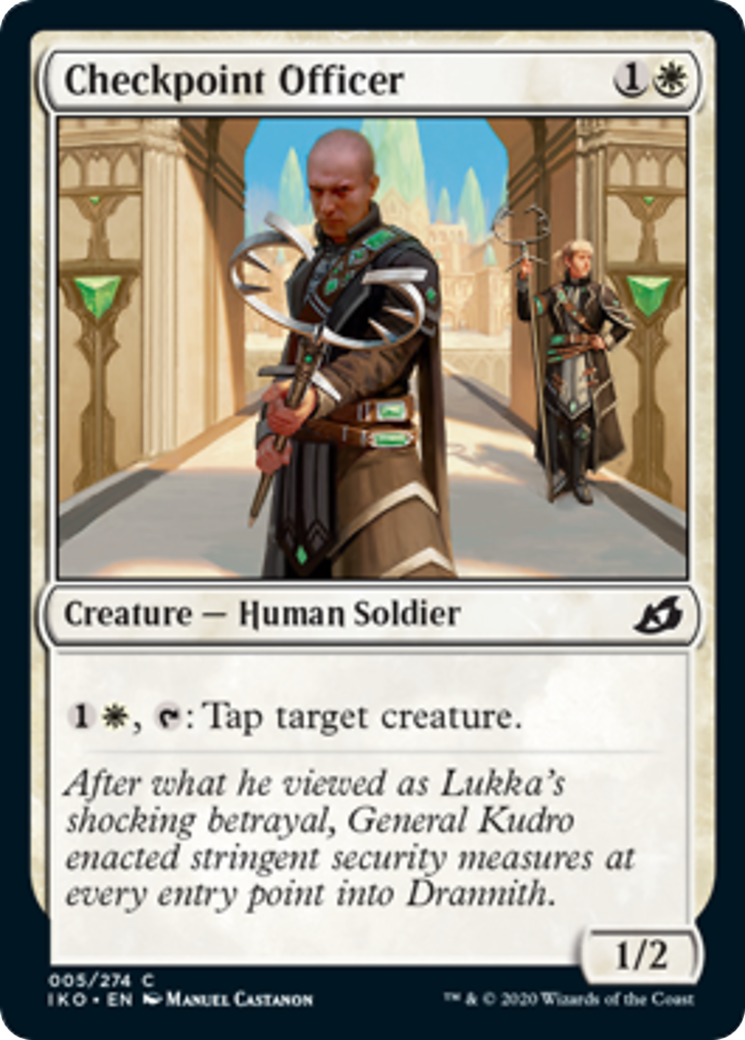 Checkpoint Officer 1
Creature — Human Soldier
1, : Tap target creature.
After what he viewed as Lukka's
shocking betrayal, General Kudro
enacted stringent security measures at
every entry point into Drannith.
1/2
005/274 C
IKO • EN Manuel Castanon
™ & © 2020 Wizards of the Coast